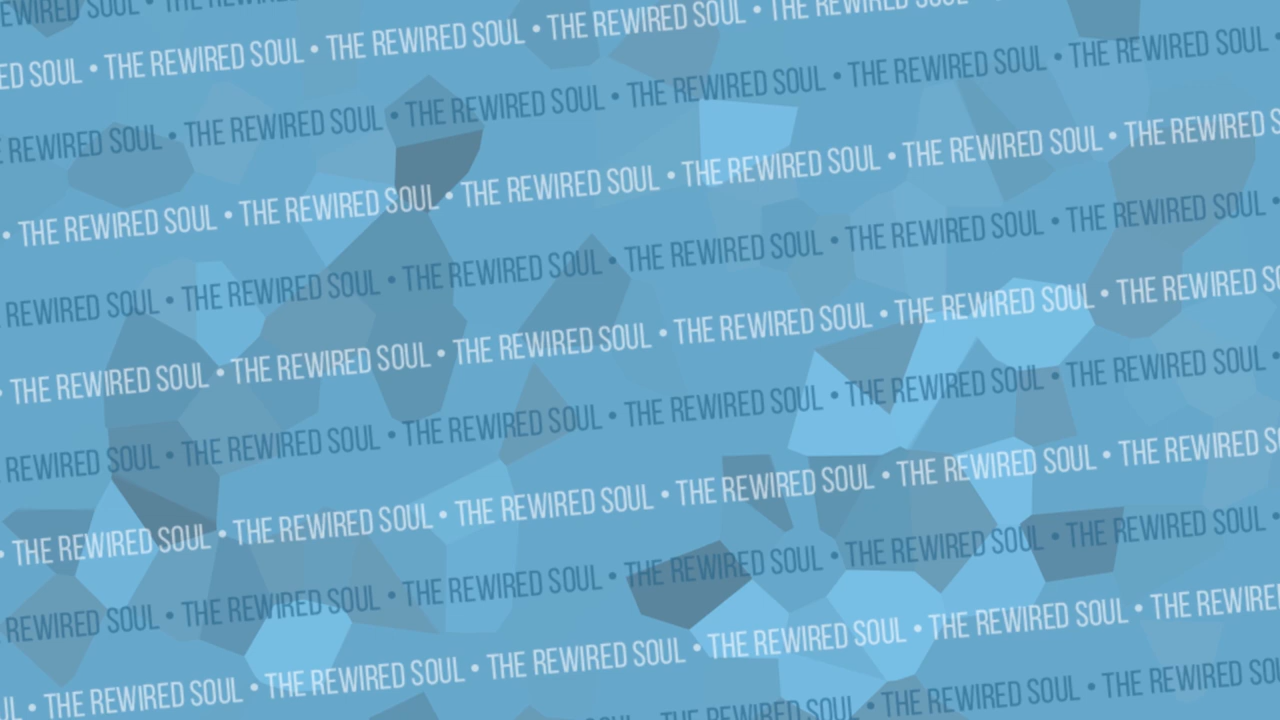 EWIRED SOUL • THE REWIRED
ED SOUL • THE REWIRED SOUL • THE REWIRED SOUL • THE REWIRED SOUL • THE REWIRED SOUL •
E REWIRED SOUL • THE REWIRED SOUL • THE REWIRED SOUL • THE REWIRED SOUL • THE REWIRED SOUL • THE REWIRED SOUL •
• THE REWIRED SOUL • THE REWIRED SOUL • THE REWIRED SOUL • THE REWIRED SOUL • THE REWIRED SOUL • THE REWIRED S
REWIRED SOUL • THE REWIRED SOUL • THE REWIRED SOUL • THE REWIRED SOUL • THE REWIRED SOUL • THE REWIRED SOUL •
• THE REWIRED SOUL • THE REWIRED SOUL • THE REWIRED SOUL • THE REWIRED SOUL • THE REWIRED SOUL • THE REWIRED SO
REWIRED SOUL • THE REWIRED SOUL • THE REWIRED SOUL • THE REWIRED SOUL • THE REWIRED SOUL • THE REWIRED SOUL •
• THE REWIRED SOUL • THE REWIRED SOUL • THE REWIRED SOUL • THE REWIRED SOUL • THE REWIRED SOUL • THE REWIRED SO
REWIRED SOUL • THE REWIRED SOUL • THE REWIRED SOUL • THE REWIRED SOUL • THE REWIRED SOUL • THE REWIRED SOUL •
UL • THE REWIRED SOUL • THE REWIRED SOUL • THE REWIRED SOUL • THE REWIRED SOUL • THE REWIRED SOUL • THE REWIRE
SOUL • THE REWIRED SOUL • THE REWIRED SOUL • THE REWIRED SOU